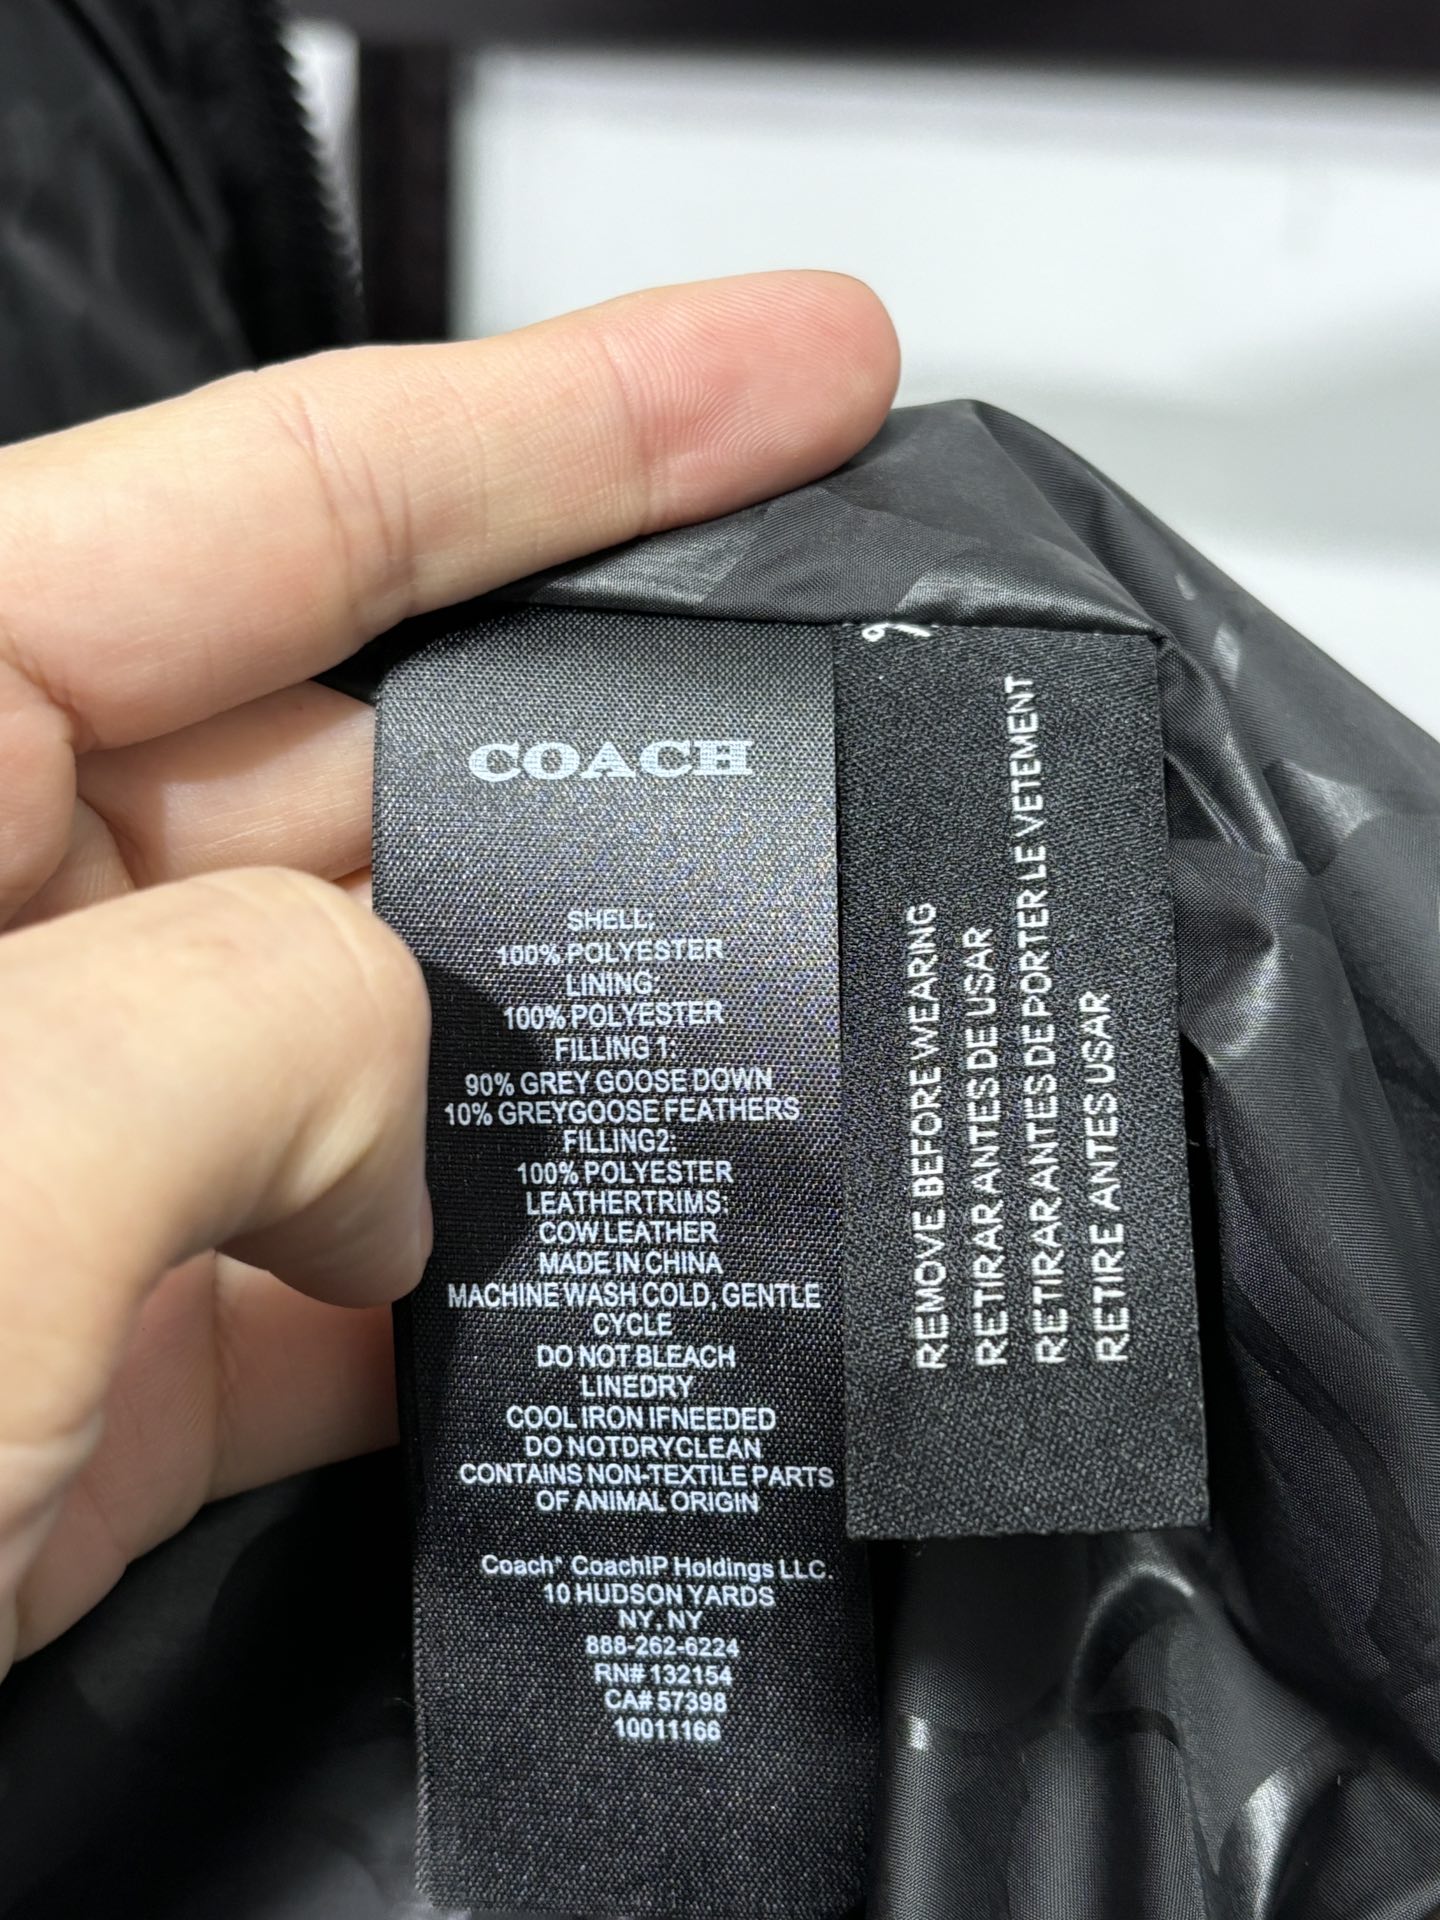 COACH
SHELL:
100% POLYESTER
LINING:
100% POLYESTER
FILLING 1:
90% GREY GOOSE DOWN
10% GREYGOOSE FEATHERS
FILLING2:
100% POLYESTER
LEATHERTRIMS:
COW LEATHER
MADE IN CHINA
MACHINE WASH COLD, GENTLE
CYCLE
DO NOT BLEACH
LINEDRY
COOL IRON IFNEEDED
DO NOTDRYCLEAN
CONTAINS NON-TEXTILE PARTS
OF ANIMAL ORIGIN
Coach* CoachIP Holdings LLC.
10 HUDSON YARDS
NY, NY
888-262-6224
RN# 132154
CA# 57398
10011166
REMOVE BEFORE WEARING
RETIRAR ANTES DE USAR
RETIRAR ANTES DE PORTER LE VETEMENT
RETIRE ANTES USAR